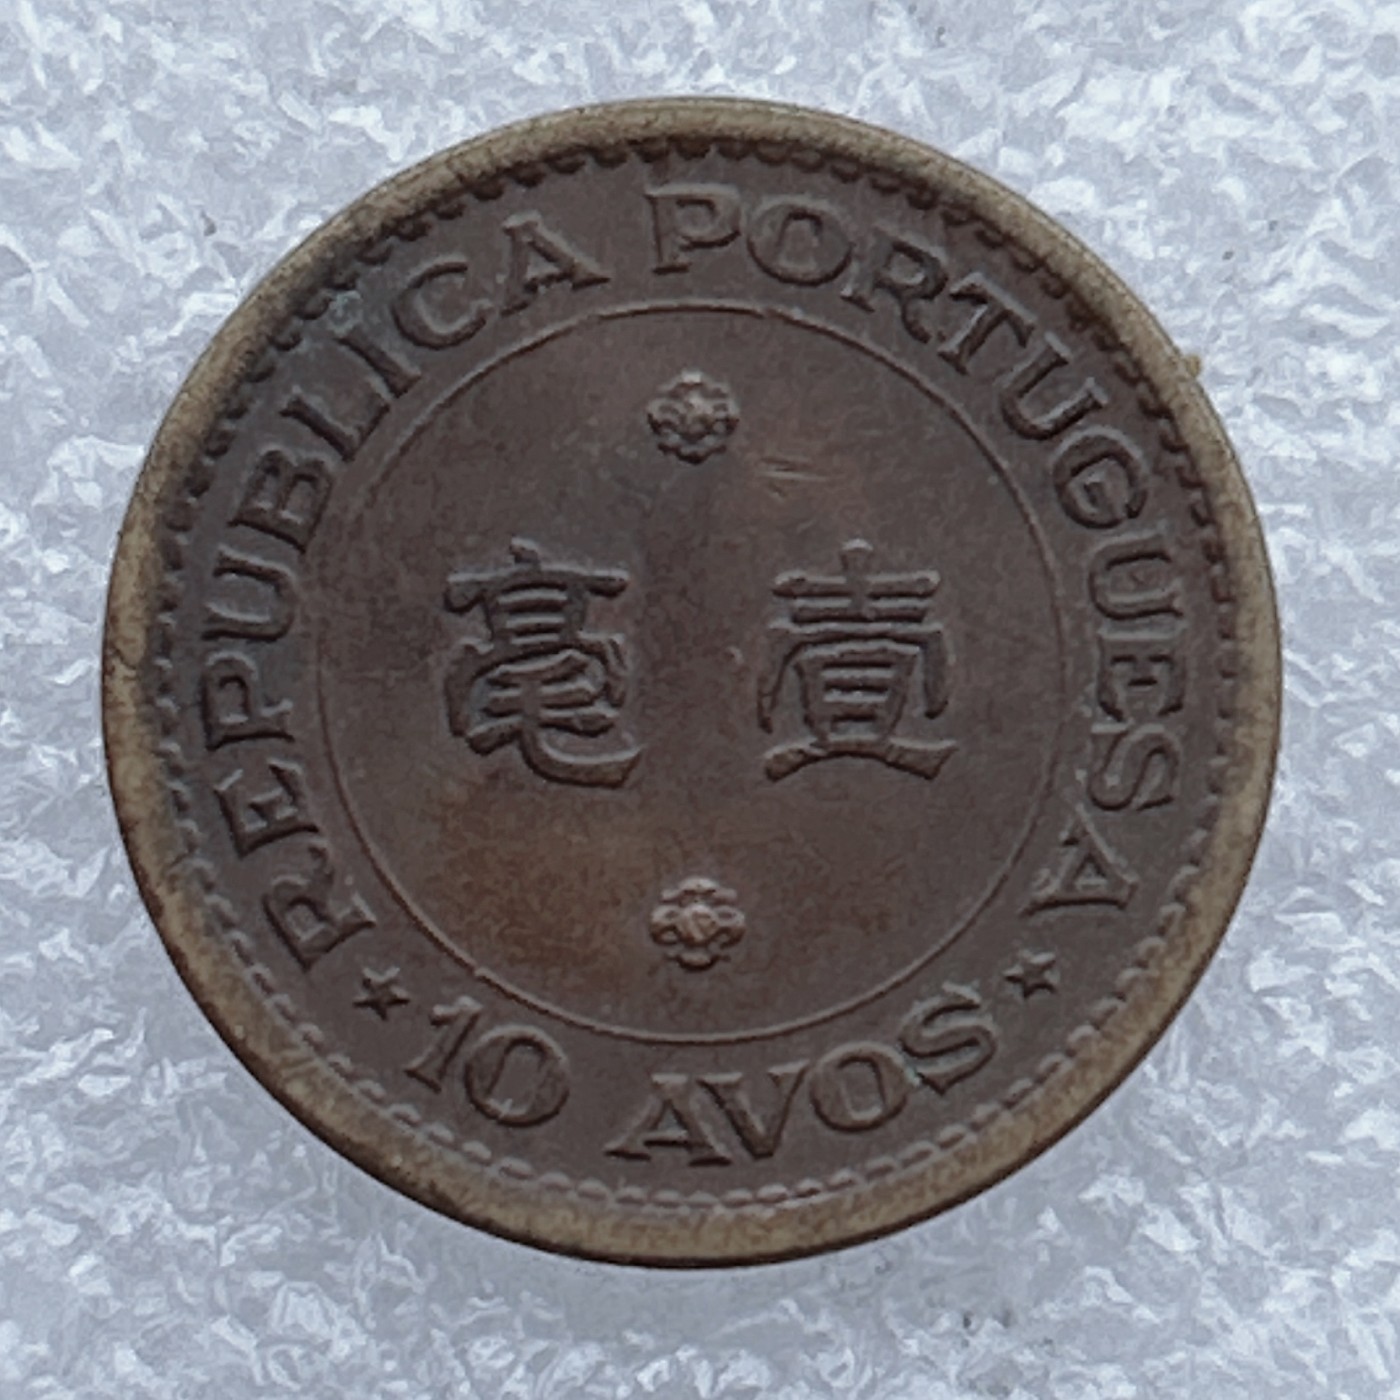 REPUBLICA PORTUGUESA
壹毫
★ 10 AVOS ★